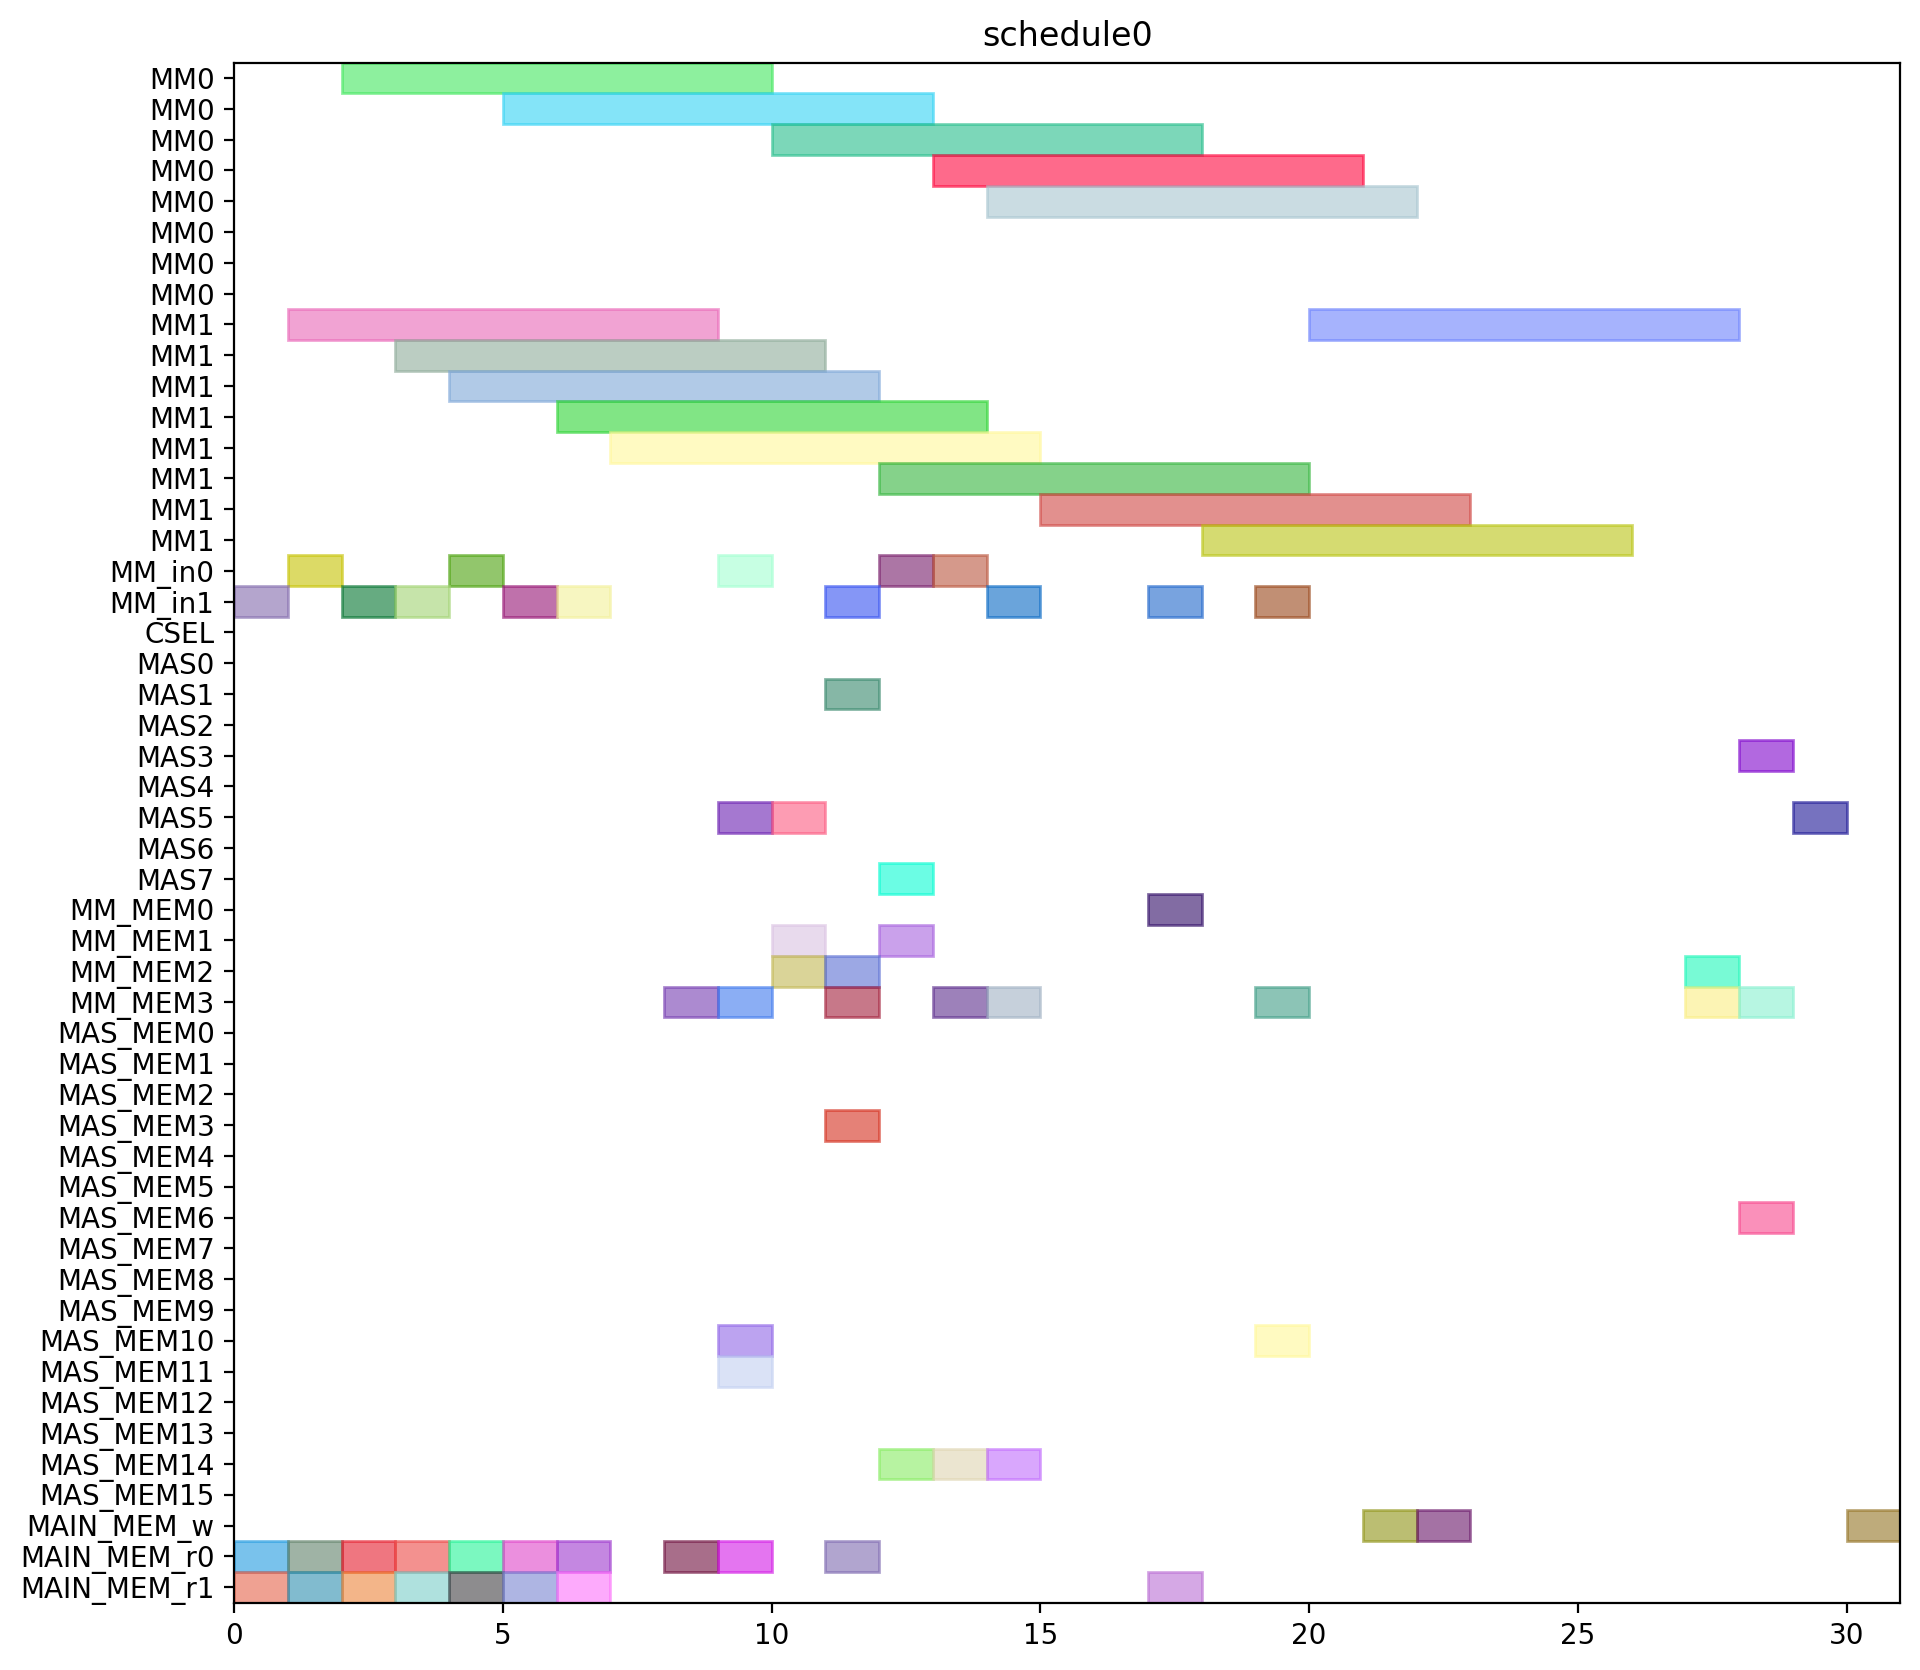 schedule0
MM0
MM0
MM0
MM0
MM0
MM0
MM0
MM0
MM1
MM1
MM1
MM1
MM1
MM1
MM1
MM1
MM_in0
MM_in1
CSEL
MAS0
MAS1
MAS2
MAS3
MAS4
MAS5
MAS6
MAS7
MM_MEM0
MM_MEM1
MM_MEM2
MM_MEM3
MAS_MEM0
MAS_MEM1
MAS_MEM2
MAS_MEM3
MAS_MEM4
MAS_MEM5
MAS_MEM6
MAS_MEM7
MAS_MEM8
MAS_MEM9
MAS_MEM10
MAS_MEM11
MAS_MEM12
MAS_MEM13
MAS_MEM14
MAS_MEM15
MAIN_MEM_w
MAIN_MEM_r0
MAIN_MEM_r1
0 5 10 15 20 25 30